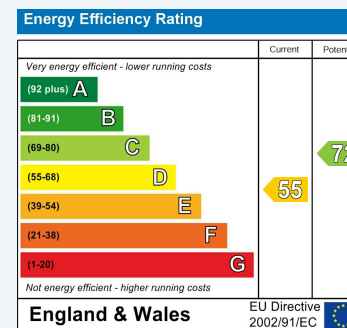 Energy Efficiency Rating
Current Poten
Very energy efficient - lower running costs
(92 plus) A
(81-91) B
(69-80) C
72
(55-68) D
55
(39-54) E
(21-38) F
(1-20) G
Not energy efficient - higher running costs
England & Wales
EU Directive
2002/91/EC